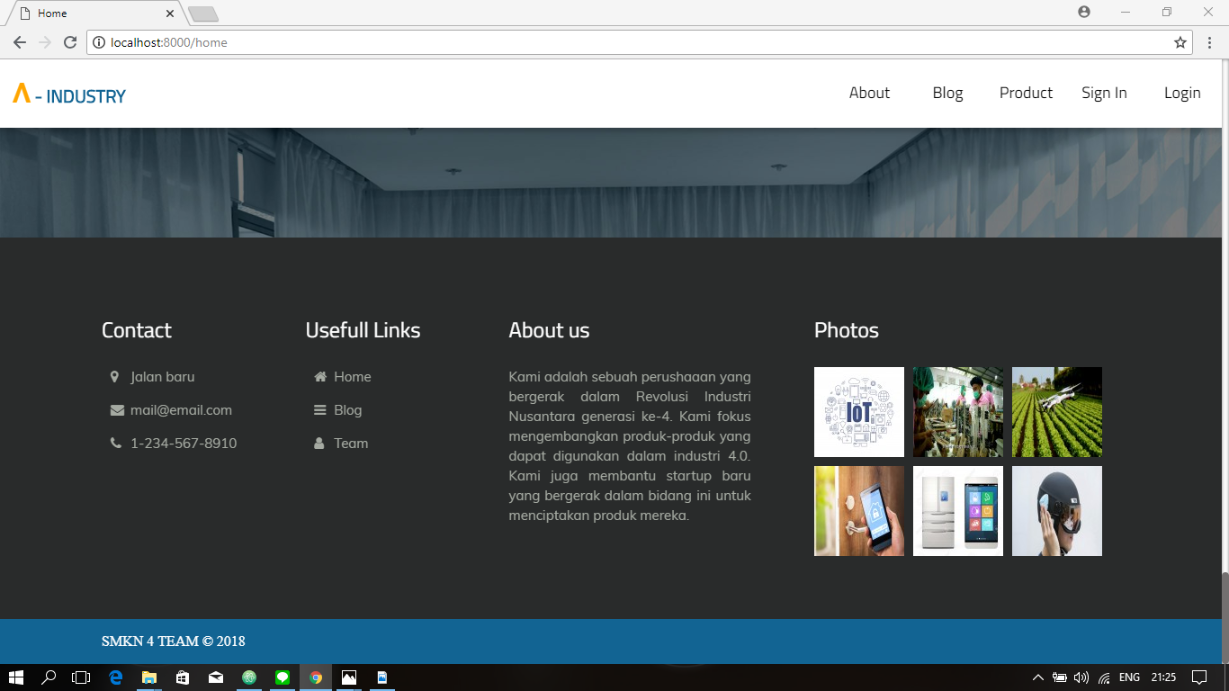 Home
localhost:8000/home
Λ - INDUSTRY
About
Blog
Product
Sign In
Login
Contact
Jalan baru
mail@email.com
1-234-567-8910
Usefull Links
Home
Blog
Team
About us
Kami adalah sebuah perushaaan yang
bergerak dalam Revolusi Industri
Nusantara generasi ke-4. Kami fokus
mengembangkan produk-produk yang
dapat digunakan dalam industri 4.0.
Kami juga membantu startup baru
yang bergerak dalam bidang ini untuk
menciptakan produk mereka.
Photos
IoT
SMKN 4 TEAM © 2018
ENG
21:25